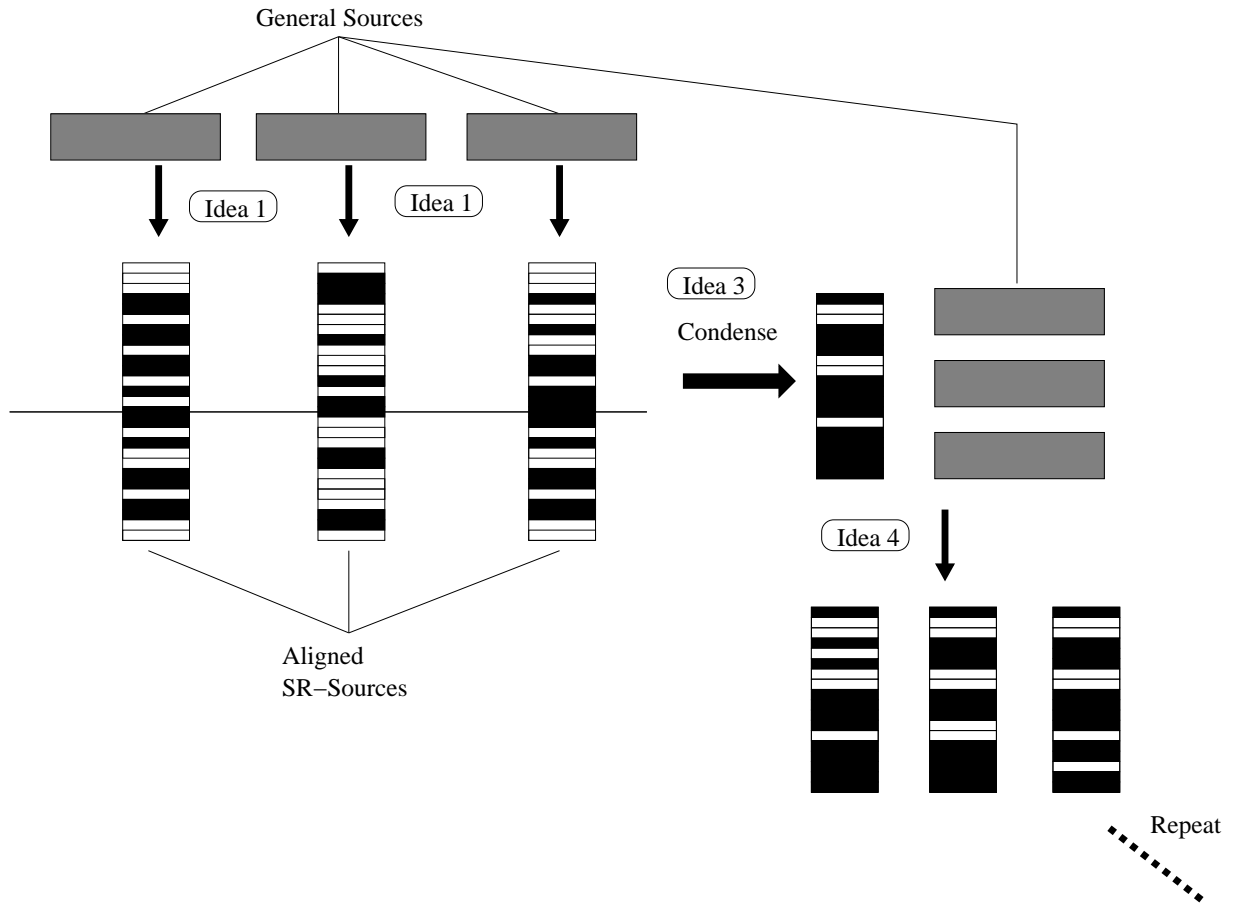 General Sources
Idea 1
Idea 1
Idea 3
Condense
Idea 4
Aligned
SR−Sources
Repeat